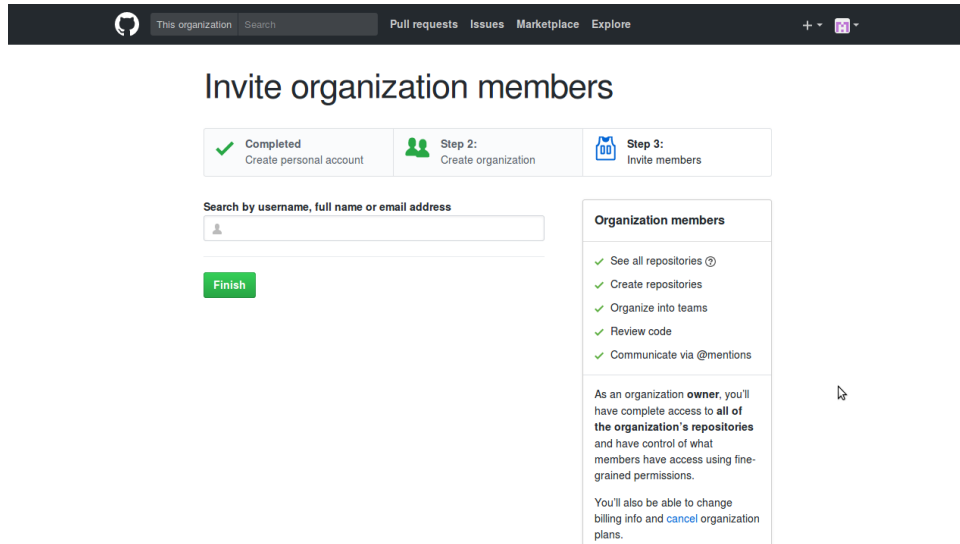 This organization Search Pull requests Issues Marketplace Explore
Invite organization members
Completed
Create personal account
Step 2:
Create organization
Step 3:
Invite members
Search by username, full name or email address
Finish
Organization members
See all repositories
Create repositories
Organize into teams
Review code
Communicate via @mentions
As an organization owner, you'll
have complete access to all of
the organization's repositories
and have control of what
members have access using fine-
grained permissions.
You'll also be able to change
billing info and cancel organization
plans.